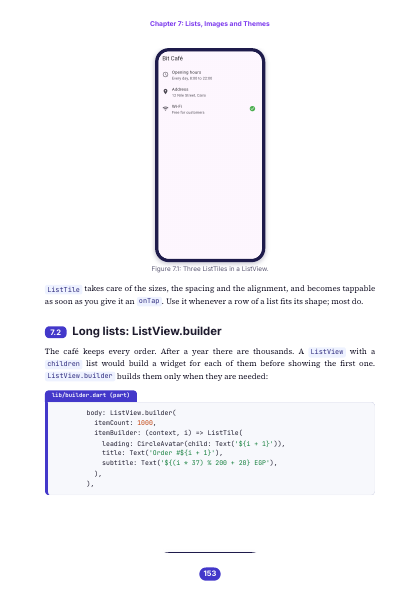 Chapter 7: Lists, Images and Themes
Bit Café
Opening hours
Every day, 8:00 to 23:00
Address
12 Nile Street, Cairo
Wi-Fi
Free for customers
Figure 7.1: Three ListTiles in a ListView.
ListTile takes care of the sizes, the spacing and the alignment, and becomes tappable
as soon as you give it an onTap. Use it whenever a row of a list fits its shape; most do.
7.2 Long lists: ListView.builder
The café keeps every order. After a year there are thousands. A ListView with a
children list would build a widget for each of them before showing the first one.
ListView.builder builds them only when they are needed:
lib/builder.dart (part)
body: ListView.builder(
itemCount: 1000,
itemBuilder: (context, i) => ListTile(
leading: CircleAvatar(child: Text('${i + 1}')),
title: Text('Order #${i + 1}'),
subtitle: Text('${(i * 37) % 200 + 20} EGP'),
),
),
153